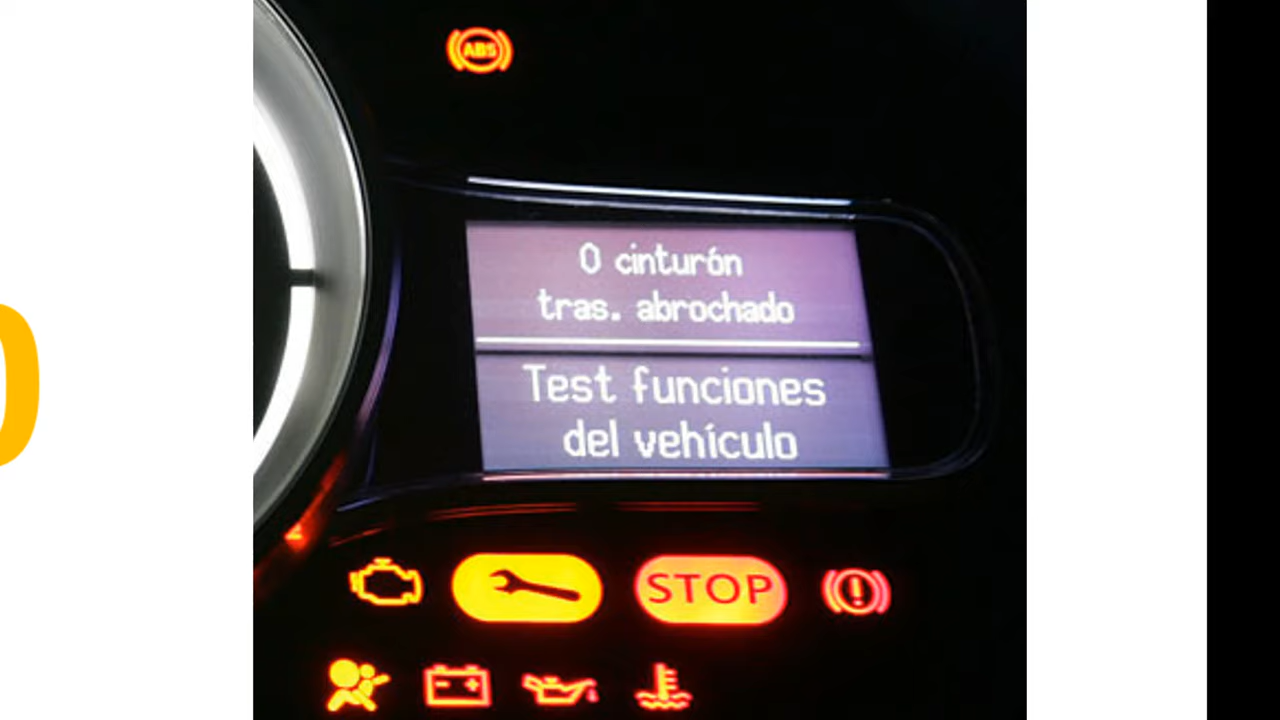 ABS
0 cinturón
tras. abrochado
Test funciones
del vehículo
STOP